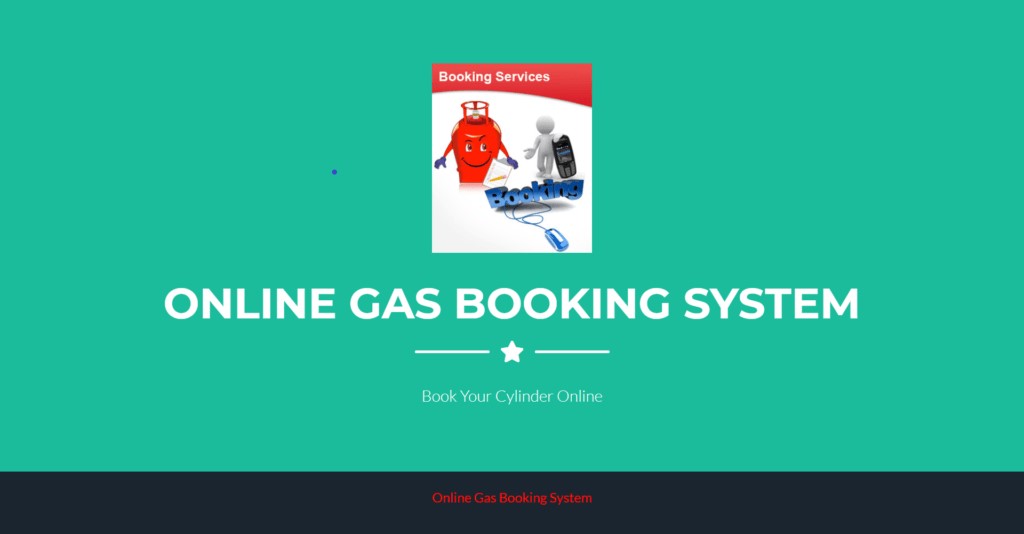 Booking Services
Booking
ONLINE GAS BOOKING SYSTEM
Book Your Cylinder Online
Online Gas Booking System